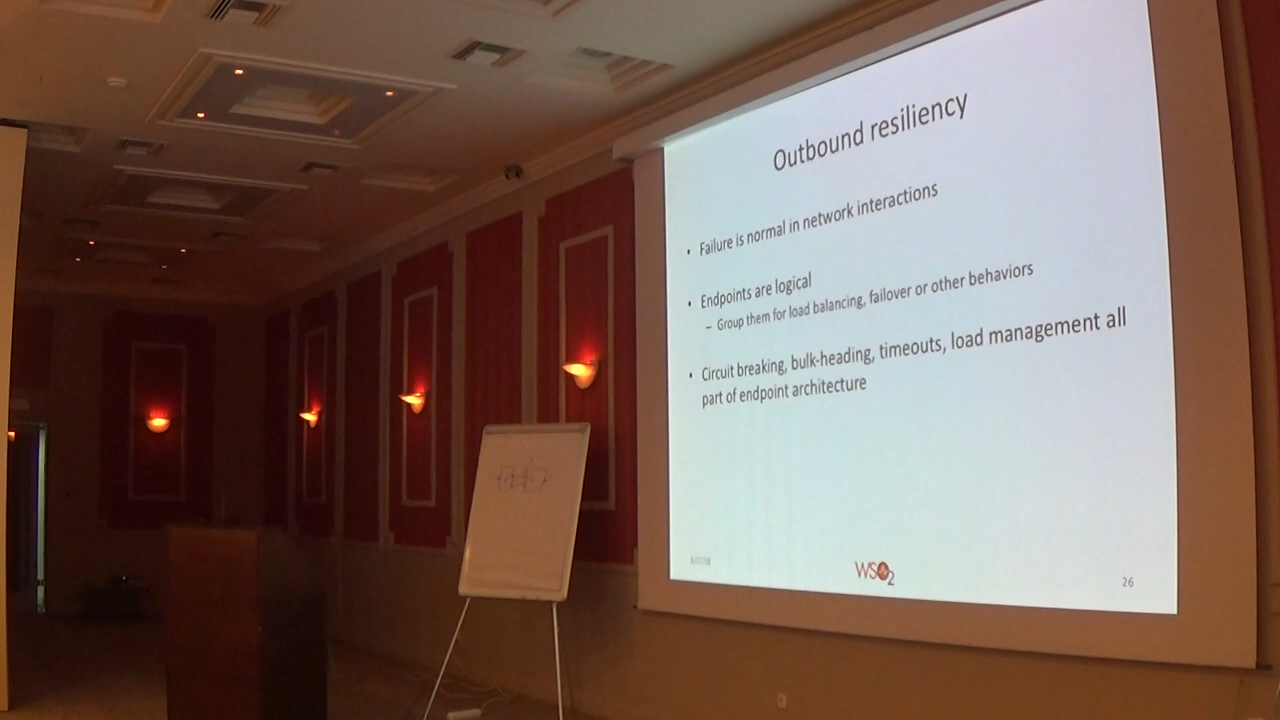 Outbound resiliency
• Failure is normal in network interactions
• Endpoints are logical
– Group them for load balancing, failover or other behaviors
• Circuit breaking, bulk-heading, timeouts, load management all
part of endpoint architecture
WSO2
26